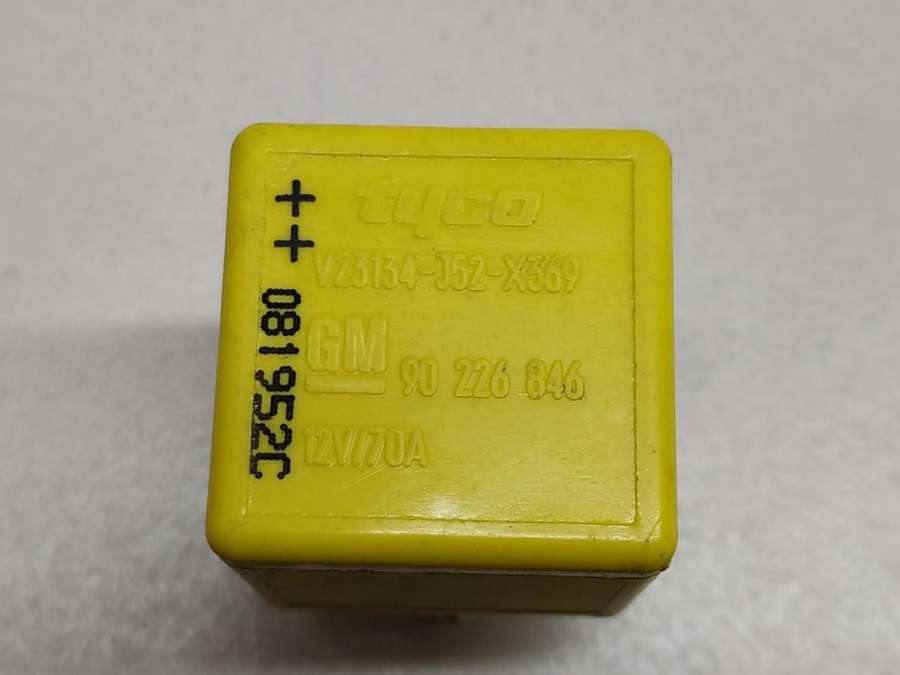 tyco
V23134-J52-X369
GM 90 226 846
12V/70A
++ 081952C